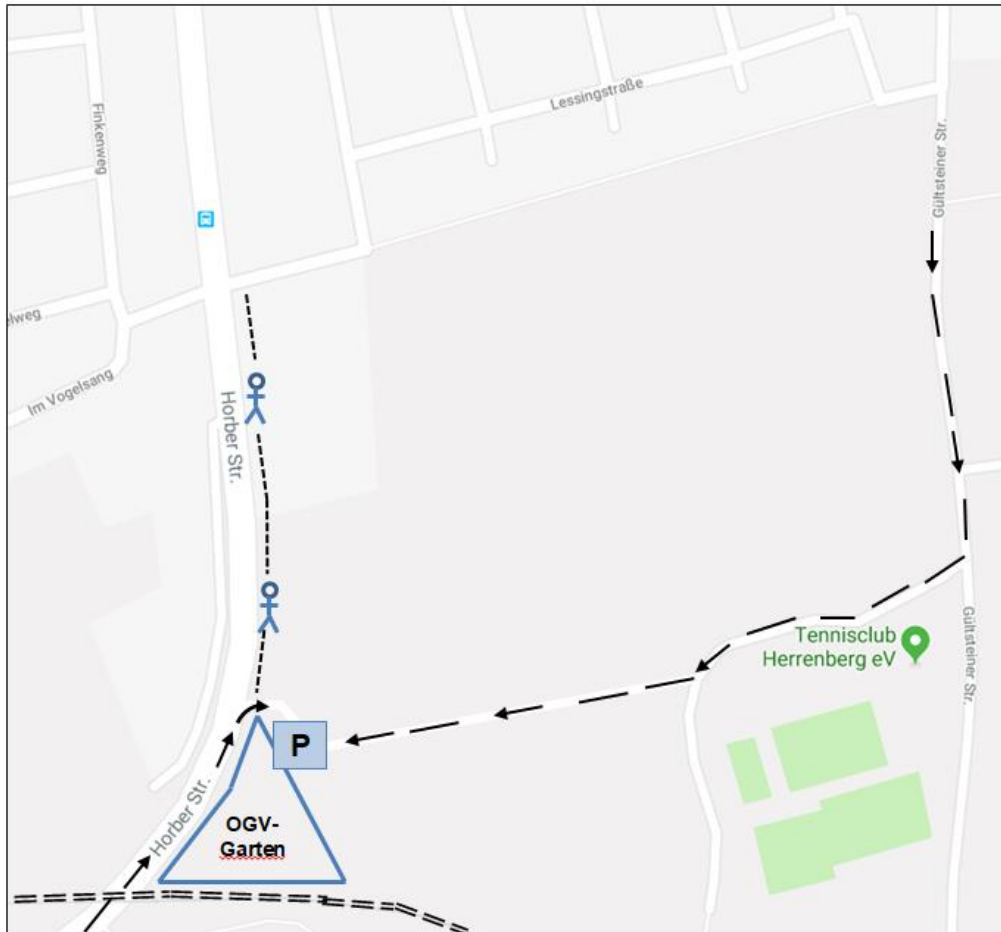 Lessingstraße
Finkenweg
Gültsteiner Str.
elweg
Im Vogelsang
Horber Str.
Tennisclub
Herrenberg eV
Gültsteiner Str.
P
Horber Str.
OGV-
Garten